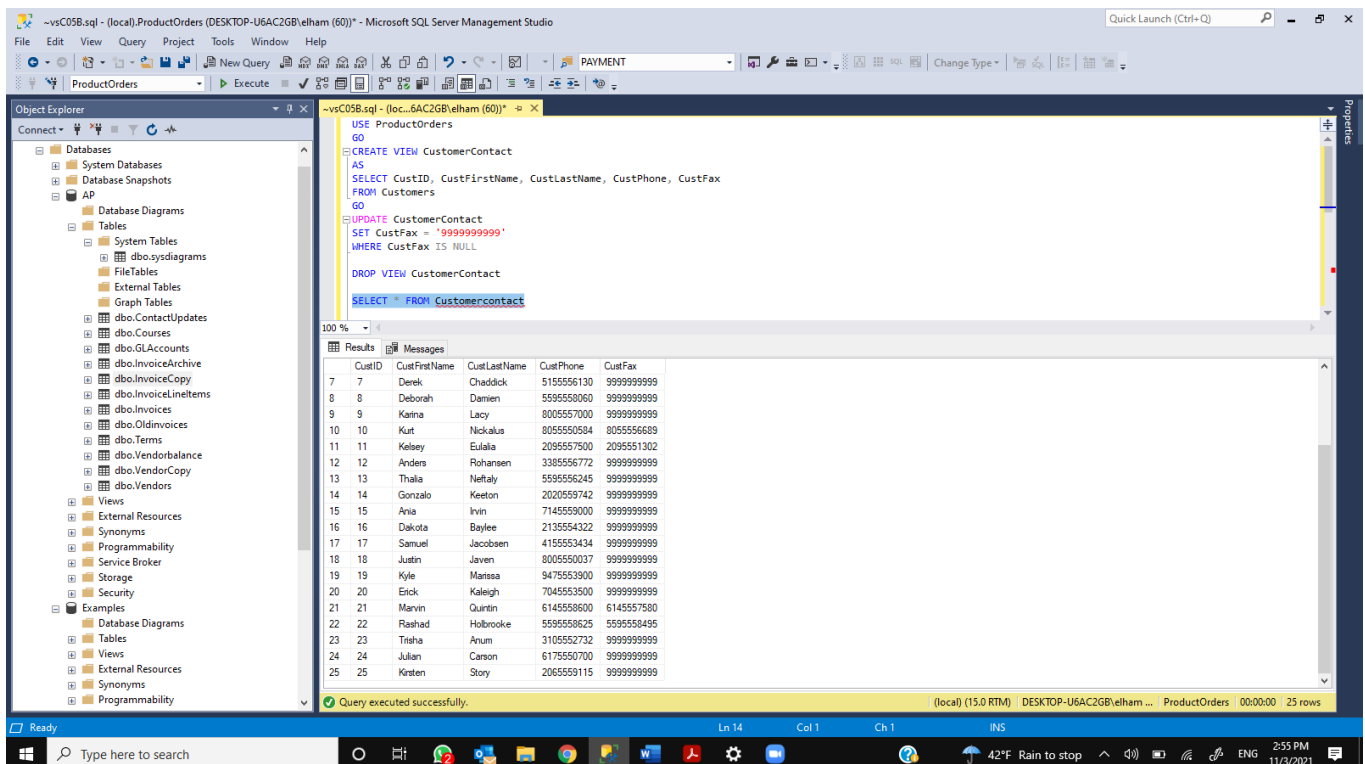 ~vsC05B.sql - (local).ProductOrders (DESKTOP-U6AC2GB\elham (60))* - Microsoft SQL Server Management Studio
Quick Launch (Ctrl+Q)
File Edit View Query Project Tools Window Help
New Query MDX DMX XMLA DAX PAYMENT Change Type
ProductOrders Execute
Object Explorer
~vsC05B.sql - (loc...6AC2GB\elham (60))*
Properties
Connect
Databases
System Databases
Database Snapshots
AP
Database Diagrams
Tables
System Tables
dbo.sysdiagrams
FileTables
External Tables
Graph Tables
dbo.ContactUpdates
dbo.Courses
dbo.GLAccounts
dbo.InvoiceArchive
dbo.InvoiceCopy
dbo.InvoiceLineItems
dbo.Invoices
dbo.Oldinvoices
dbo.Terms
dbo.Vendorbalance
dbo.VendorCopy
dbo.Vendors
Views
External Resources
Synonyms
Programmability
Service Broker
Storage
Security
Examples
Database Diagrams
Tables
Views
External Resources
Synonyms
Programmability
USE ProductOrders
GO
CREATE VIEW CustomerContact
AS
SELECT CustID, CustFirstName, CustLastName, CustPhone, CustFax
FROM Customers
GO
UPDATE CustomerContact
SET CustFax = '9999999999'
WHERE CustFax IS NULL
DROP VIEW CustomerContact
SELECT * FROM Customercontact
100 %
Results Messages
CustID CustFirstName CustLastName CustPhone CustFax
7 7 Derek Chaddick 5155556130 9999999999
8 8 Deborah Damien 5595558060 9999999999
9 9 Karina Lacy 8005557000 9999999999
10 10 Kurt Nickalus 8055550584 8055556689
11 11 Kelsey Eulalia 2095557500 2095551302
12 12 Anders Rohansen 3385556772 9999999999
13 13 Thalia Neftaly 5595556245 9999999999
14 14 Gonzalo Keeton 2020559742 9999999999
15 15 Ania Irvin 7145559000 9999999999
16 16 Dakota Baylee 2135554322 9999999999
17 17 Samuel Jacobsen 4155553434 9999999999
18 18 Justin Javen 8005550037 9999999999
19 19 Kyle Marissa 9475553900 9999999999
20 20 Erick Kaleigh 7045553500 9999999999
21 21 Marvin Quintin 6145558600 6145557580
22 22 Rashad Holbrooke 5595558625 5595558495
23 23 Trisha Anum 3105552732 9999999999
24 24 Julian Carson 6175550700 9999999999
25 25 Kirsten Story 2065559115 9999999999
Query executed successfully.
(local) (15.0 RTM) DESKTOP-U6AC2GB\elham ... ProductOrders 00:00:00 25 rows
Ready Ln 14 Col 1 Ch 1 INS
Type here to search
42°F Rain to stop ENG 2:55 PM
11/3/2021